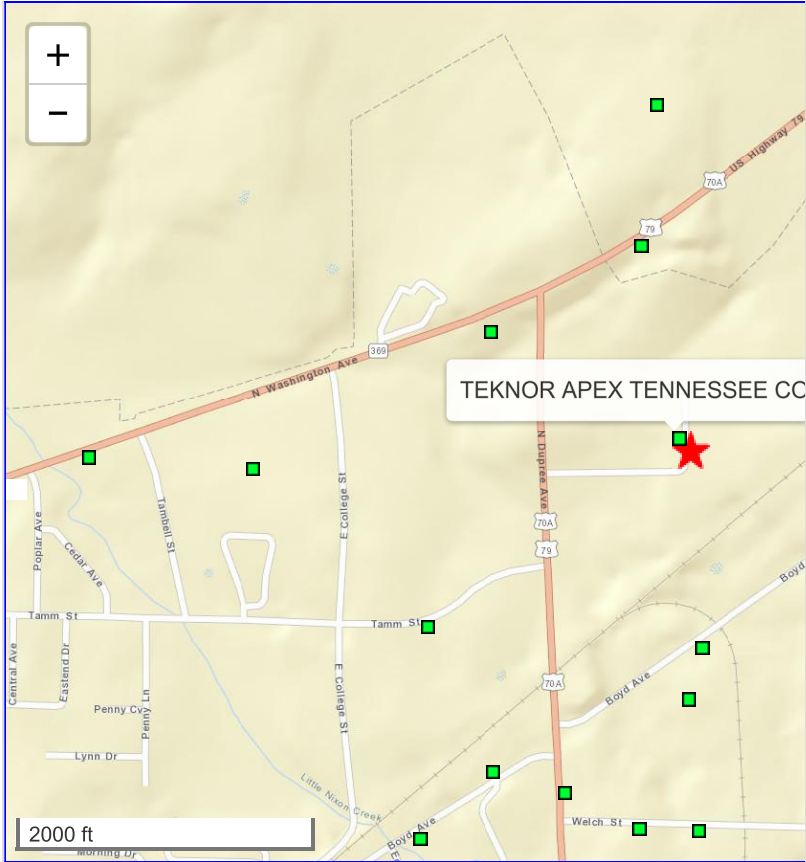 +
−
70A
US Highway 79
79
369
N Washington Ave
TEKNOR APEX TENNESSEE CO
N Dupree Ave
E College St
Tambell St
Poplar Ave
Cedar Ave
70A
79
Boyd
Tamm St
Tamm St
Central Ave
Eastend Dr
Penny Ln
Penny Cv
E College St
70A
Boyd Ave
Lynn Dr
Little Nixon Creek
Welch St
Boyd Ave
2000 ft
Morning Dr